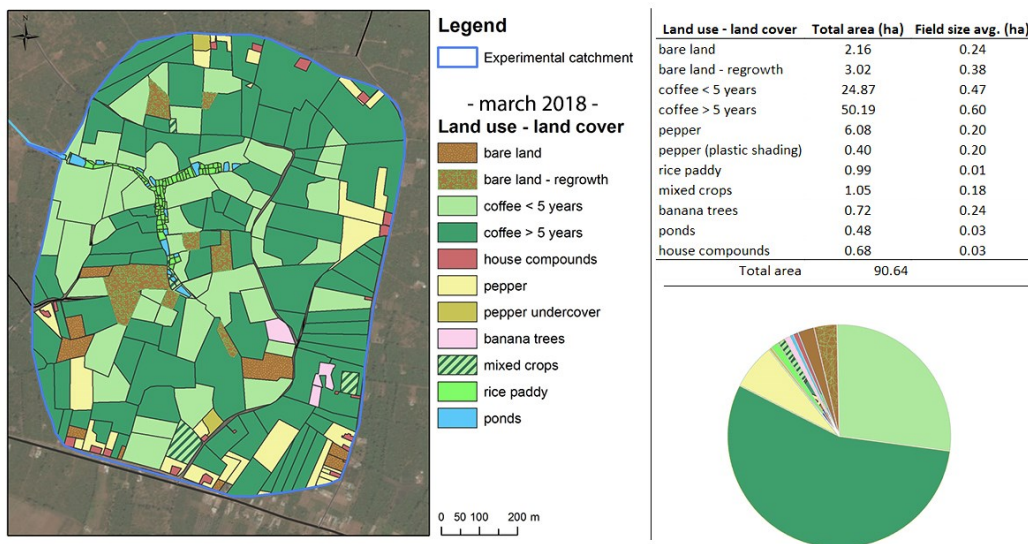 Legend
Experimental catchment
- march 2018 -
Land use - land cover
bare land
bare land - regrowth
coffee < 5 years
coffee > 5 years
house compounds
pepper
pepper undercover
banana trees
mixed crops
rice paddy
ponds
0 50 100 200 m
Land use - land cover Total area (ha) Field size avg. (ha)
bare land 2.16 0.24
bare land - regrowth 3.02 0.38
coffee < 5 years 24.87 0.47
coffee > 5 years 50.19 0.60
pepper 6.08 0.20
pepper (plastic shading) 0.40 0.20
rice paddy 0.99 0.01
mixed crops 1.05 0.18
banana trees 0.72 0.24
ponds 0.48 0.03
house compounds 0.68 0.03
Total area 90.64